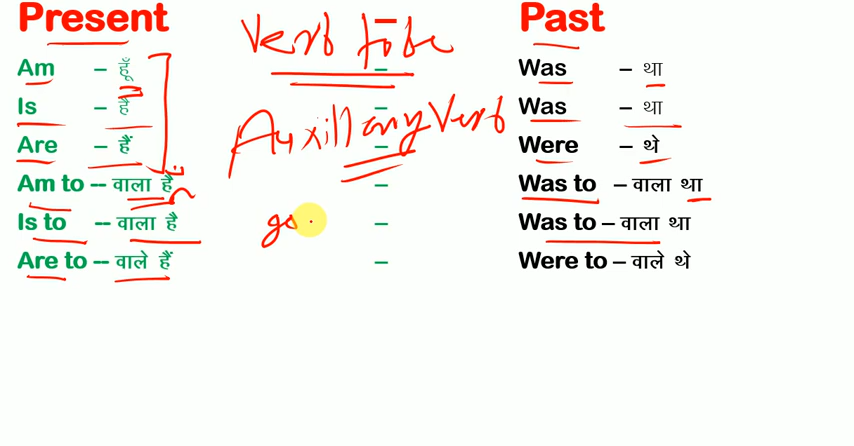 Present – Past
Verb to be
Am – हूँ – Was – था
Is – है – Was – था
Auxillary Verb
Are – हैं – Were – थे
Am to -- वाला हूँ – Was to – वाला था
Is to -- वाला है – Was to – वाला था
go
Are to -- वाले हैं – Were to – वाले थे